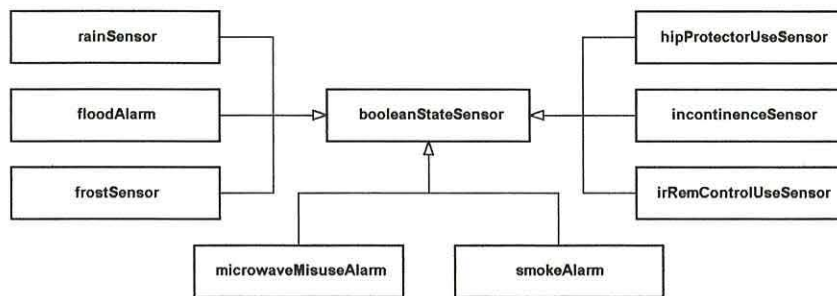 rainSensor
hipProtectorUseSensor
floodAlarm
booleanStateSensor
incontinenceSensor
frostSensor
irRemControlUseSensor
microwaveMisuseAlarm
smokeAlarm